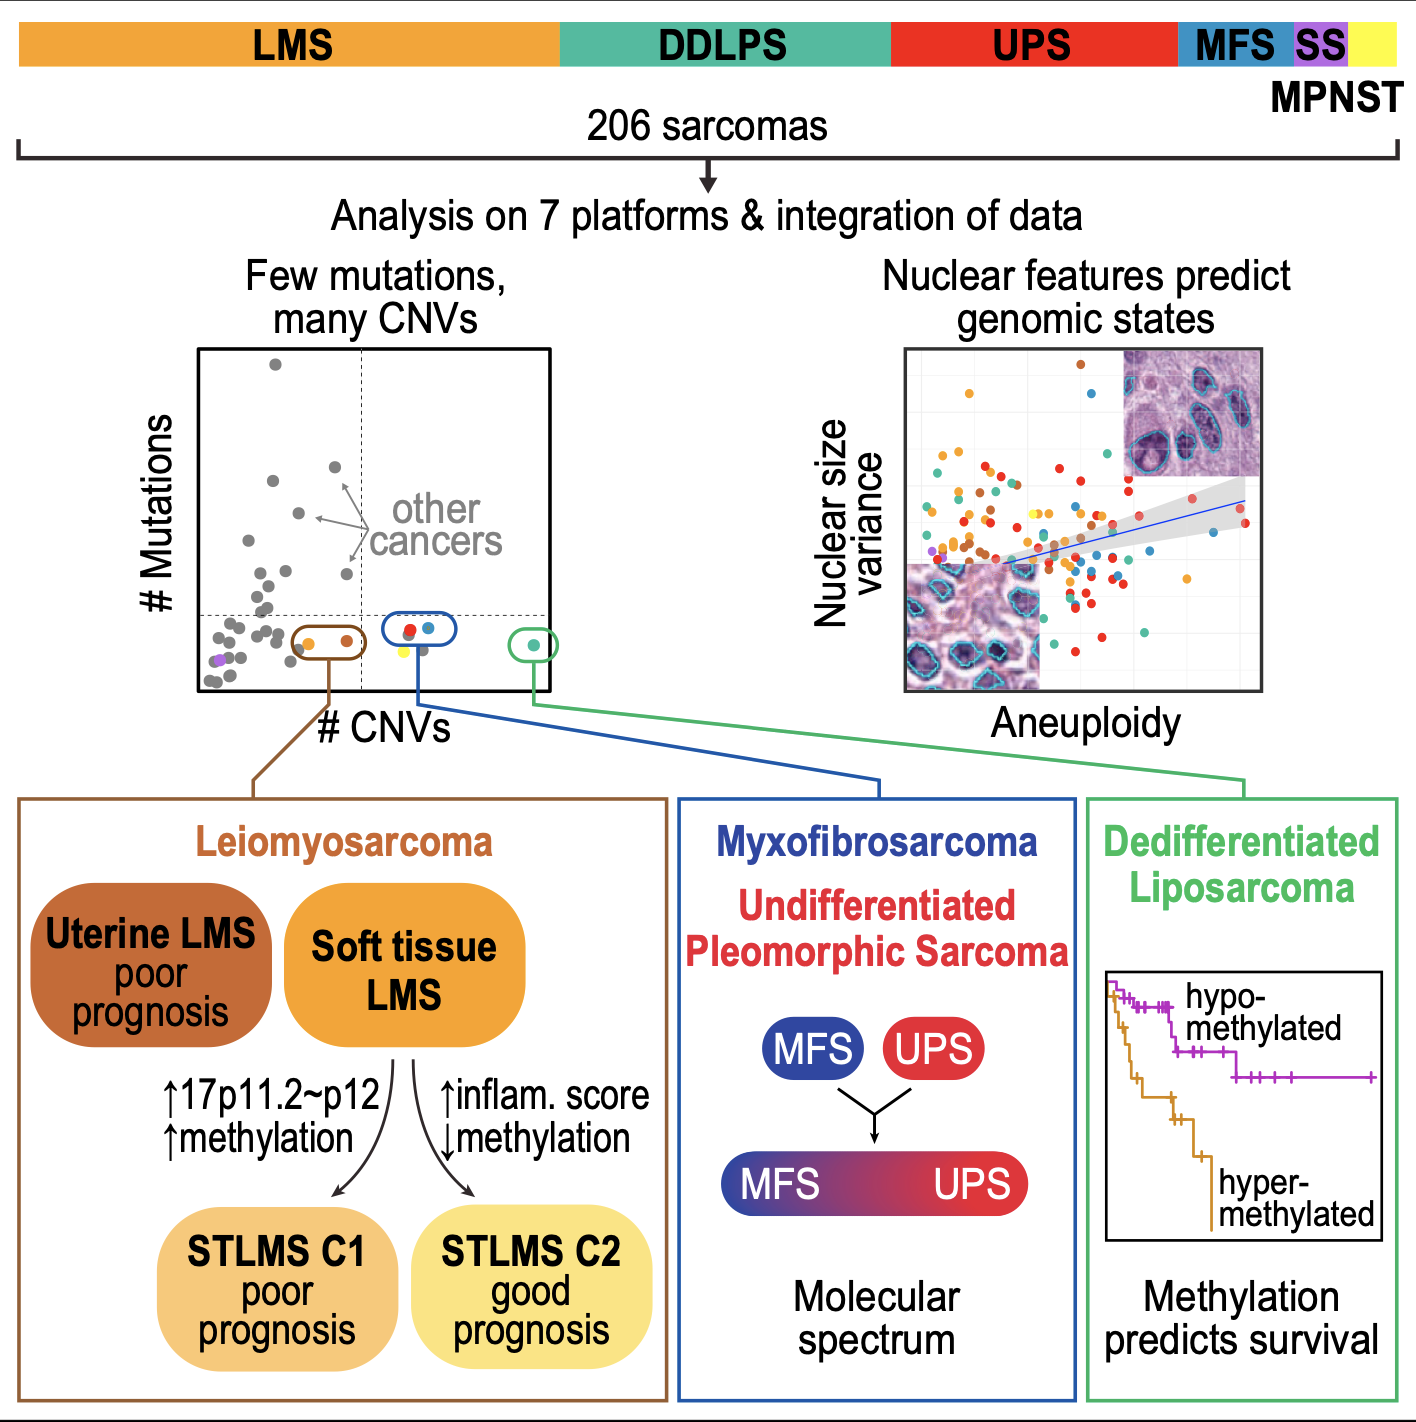 LMS DDLPS UPS MFS SS
MPNST
206 sarcomas
Analysis on 7 platforms & integration of data
Few mutations,
many CNVs
# Mutations
other
cancers
# CNVs
Nuclear features predict
genomic states
Nuclear size
variance
Aneuploidy
Leiomyosarcoma
Uterine LMS
poor
prognosis
Soft tissue
LMS
↑17p11.2~p12
↑methylation
↑inflam. score
↓methylation
STLMS C1
poor
prognosis
STLMS C2
good
prognosis
Myxofibrosarcoma
Undifferentiated
Pleomorphic Sarcoma
MFS UPS
MFS UPS
Molecular
spectrum
Dedifferentiated
Liposarcoma
hypo-
methylated
hyper-
methylated
Methylation
predicts survival